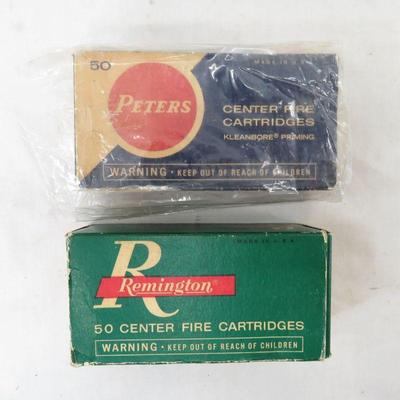 50
MADE IN U.S.A.
PETERS
CENTER FIRE
CARTRIDGES
KLEANBORE® PRIMING
WARNING • KEEP OUT OF REACH OF CHILDREN
MADE IN U.S.A.
R
Remington®
50 CENTER FIRE CARTRIDGES
WARNING • KEEP OUT OF REACH OF CHILDREN